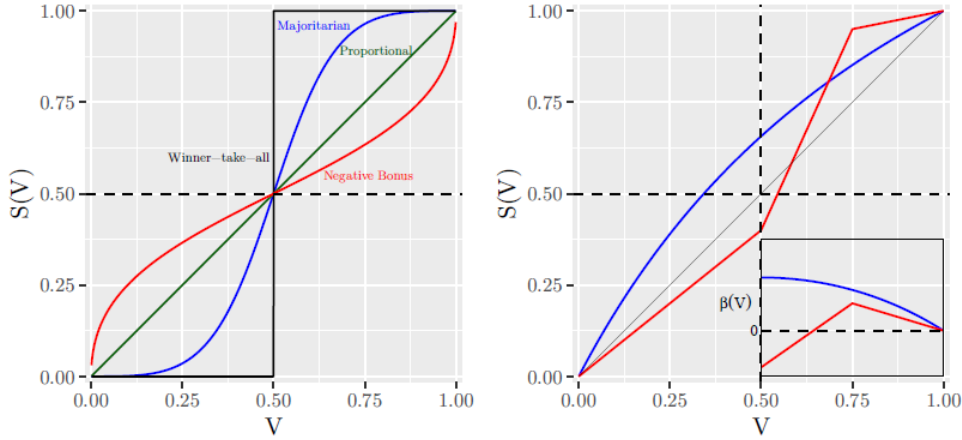 1.00
0.75
0.50
0.25
0.00
S(V)
Majoritarian
Proportional
Winner–take–all
Negative Bonus
0.00 0.25 0.50 0.75 1.00
V
1.00
0.75
0.50
0.25
0.00
S(V)
β(V)
0
0.00 0.25 0.50 0.75 1.00
V